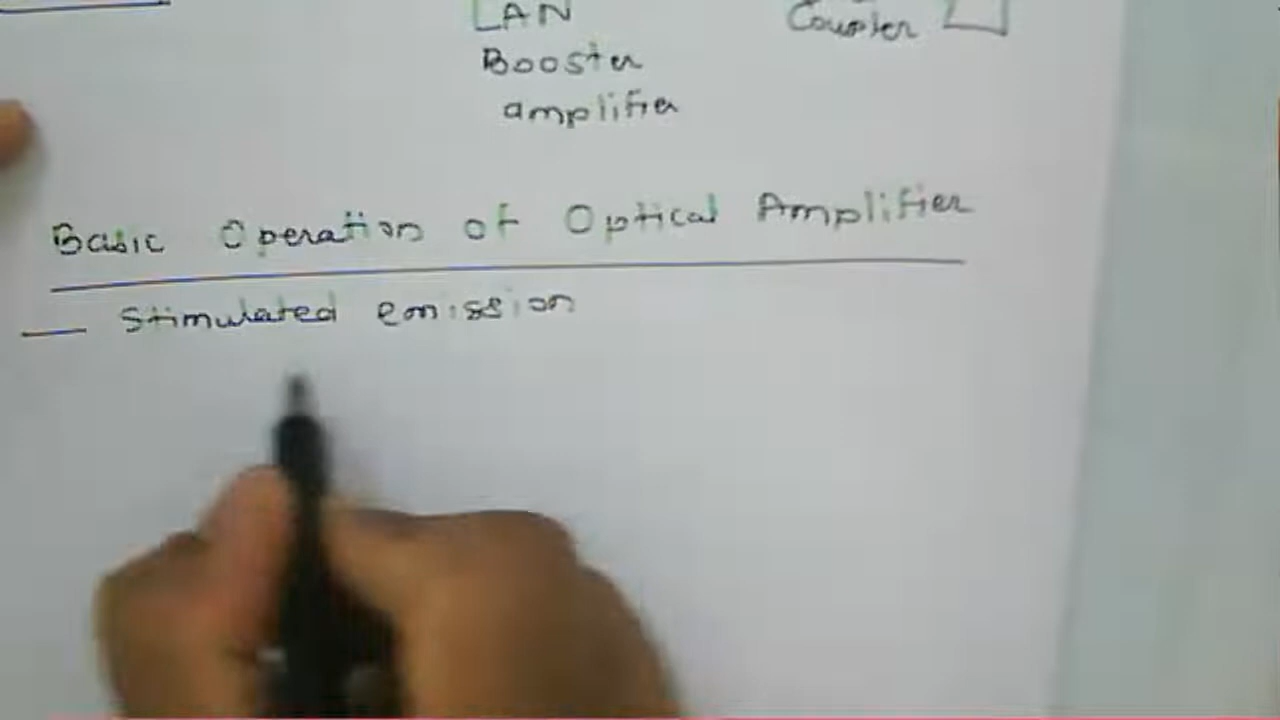 LAN
Booster
amplifier
Coupler
Basic Operation of Optical Amplifier
— Stimulated emission